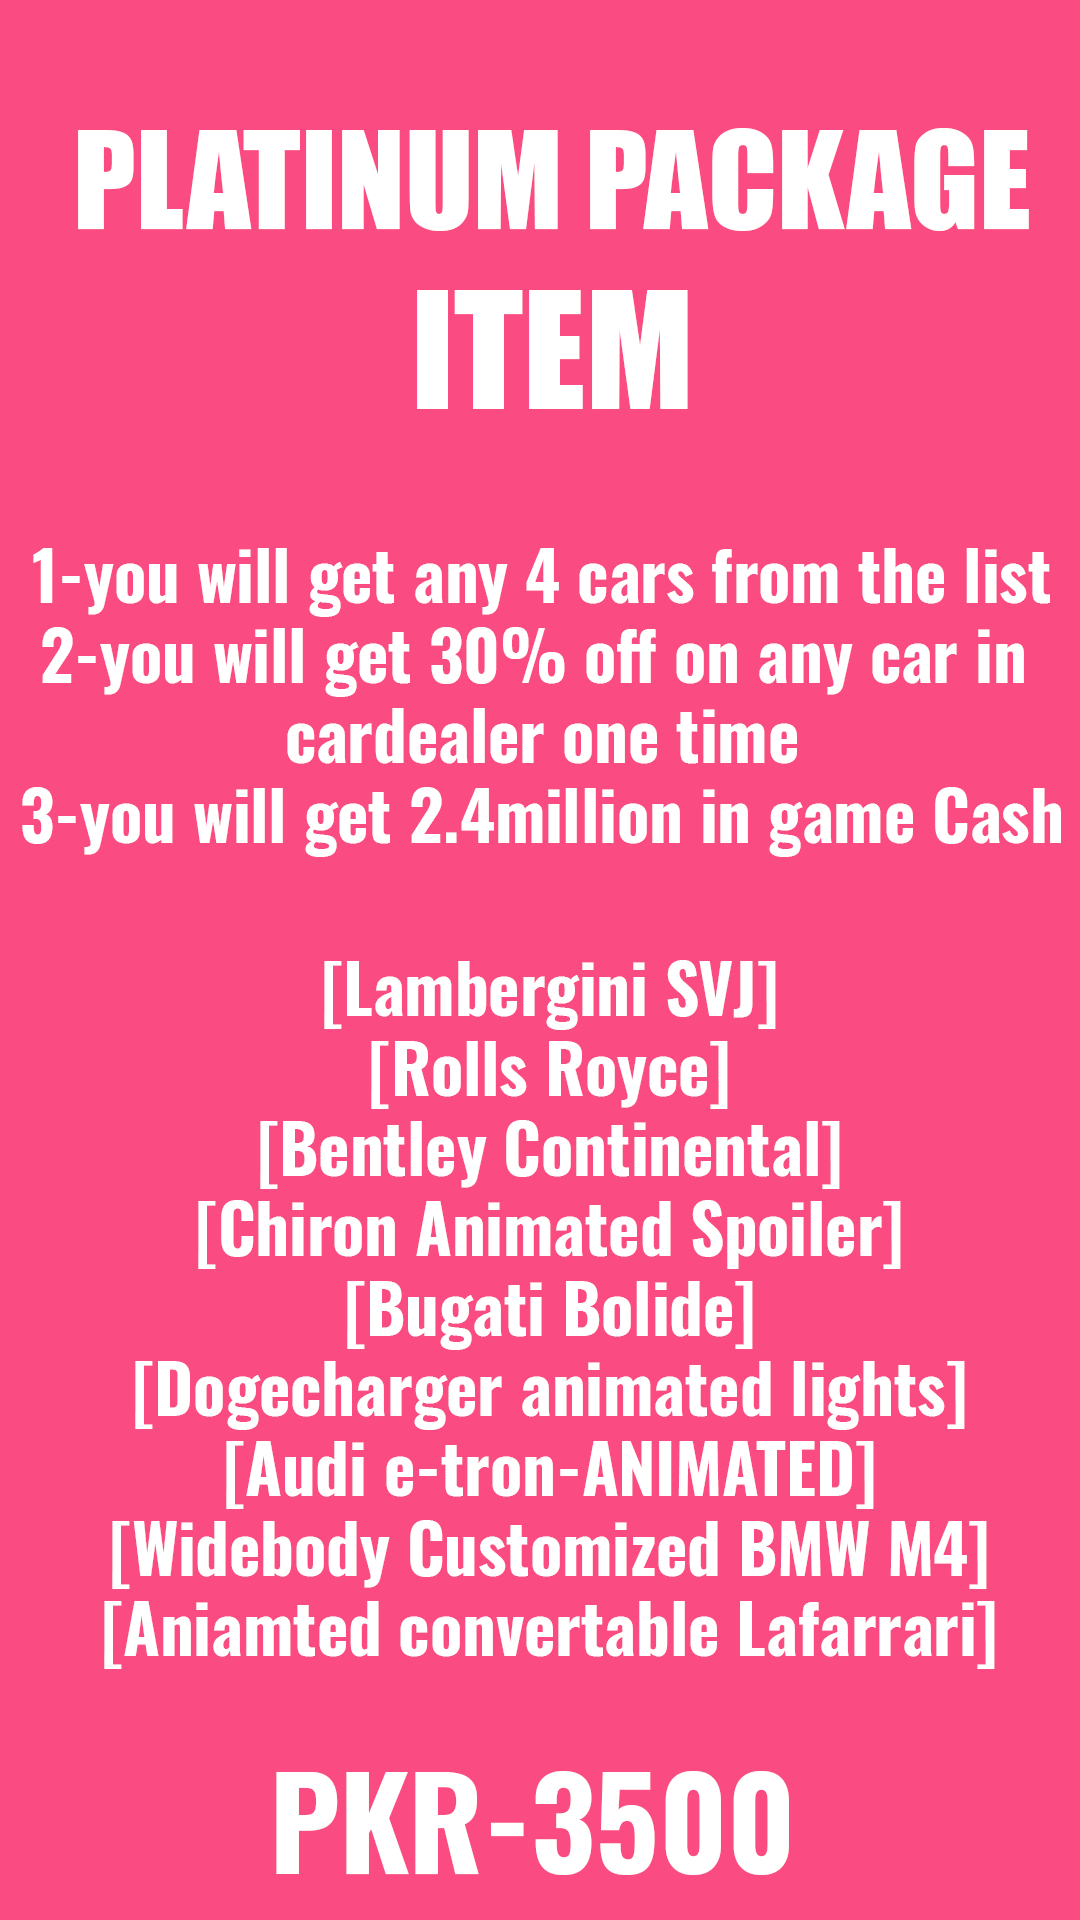 PLATINUM PACKAGE
ITEM
1-you will get any 4 cars from the list
2-you will get 30% off on any car in
cardealer one time
3-you will get 2.4million in game Cash
[Lambergini SVJ]
[Rolls Royce]
[Bentley Continental]
[Chiron Animated Spoiler]
[Bugati Bolide]
[Dogecharger animated lights]
[Audi e-tron-ANIMATED]
[Widebody Customized BMW M4]
[Aniamted convertable Lafarrari]
PKR-3500